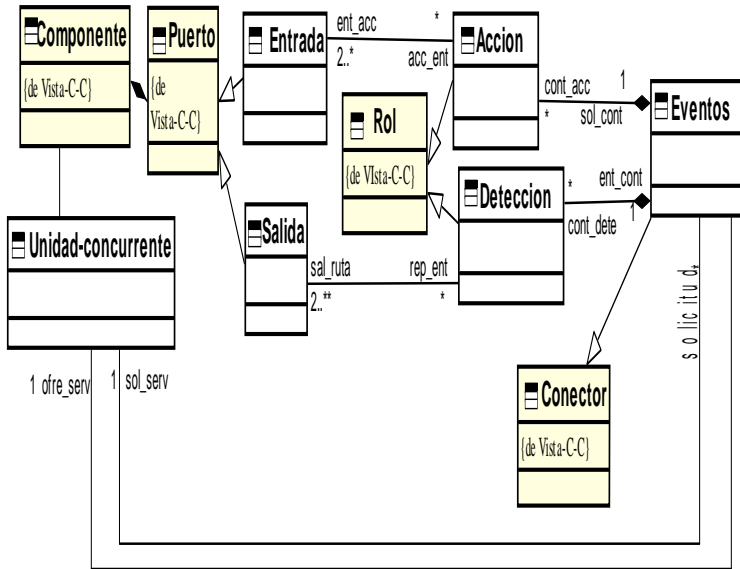 Componente
{de Vista-C-C}
Puerto
{de
Vista-C-C}
Entrada
ent_acc
2..*
*
acc_ent
Accion
cont_acc
*
1
sol_cont
Eventos
Rol
{de VIsta-C-C}
Deteccion
*
cont_dete
ent_cont
1
Unidad-concurrente
Salida
sal_ruta
2..**
rep_ent
*
solicitud
*
1 ofre_serv
1 sol_serv
Conector
{de Vista-C-C}